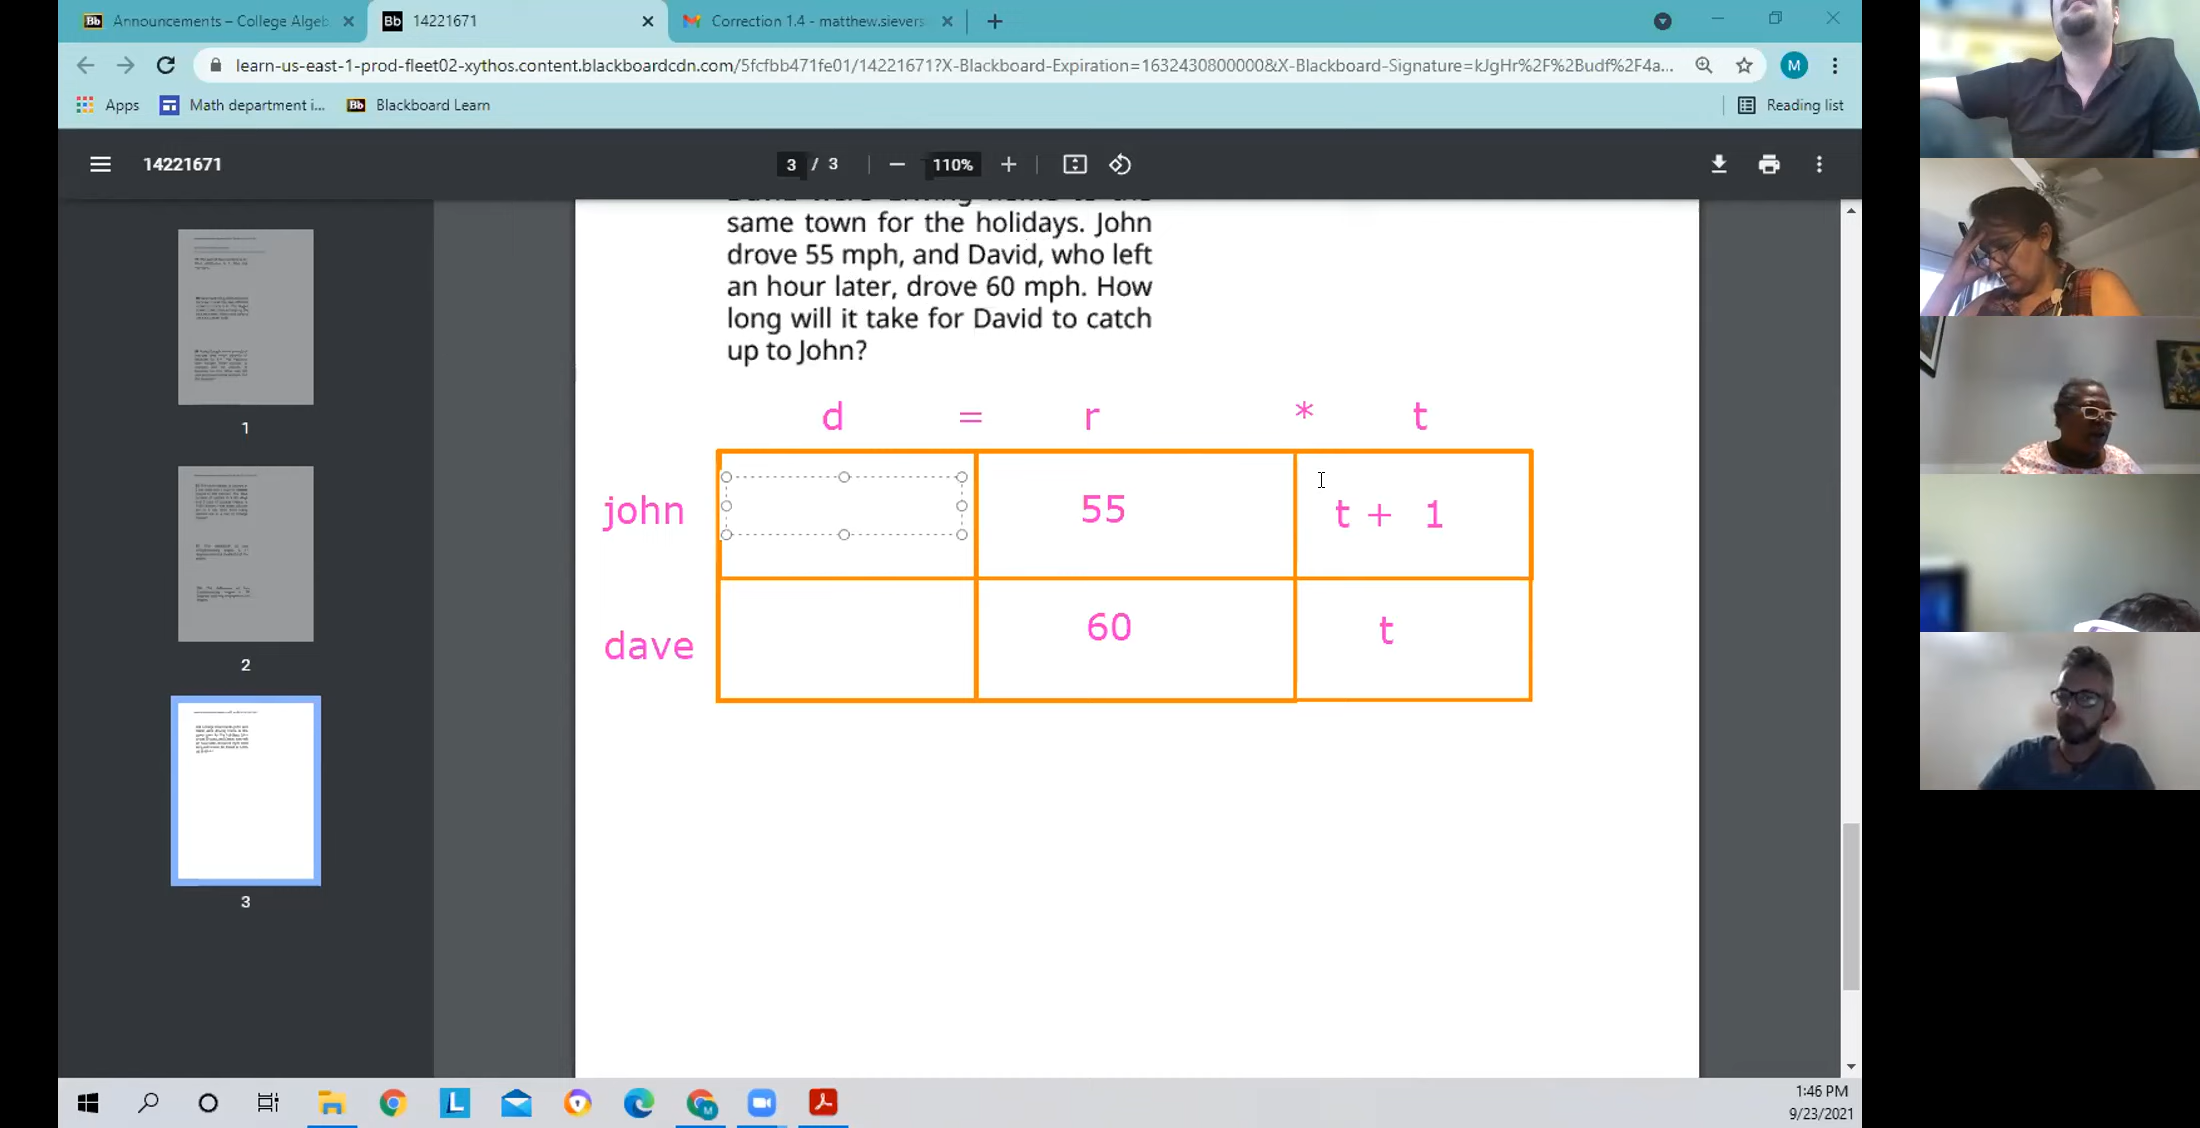 Announcements – College Algeb
14221671
Correction 1.4 - matthew.sievers
learn-us-east-1-prod-fleet02-xythos.content.blackboardcdn.com/5fcfbb471fe01/14221671?X-Blackboard-Expiration=1632430800000&X-Blackboard-Signature=kJgHr%2F%2Budf%2F4a...
M
Apps
Math department i...
Bb Blackboard Learn
Reading list
14221671
3 / 3
110%
same town for the holidays. John
drove 55 mph, and David, who left
an hour later, drove 60 mph. How
long will it take for David to catch
up to John?
d = r * t
john 55 t + 1
dave 60 t
1
2
3
1:46 PM
9/23/2021